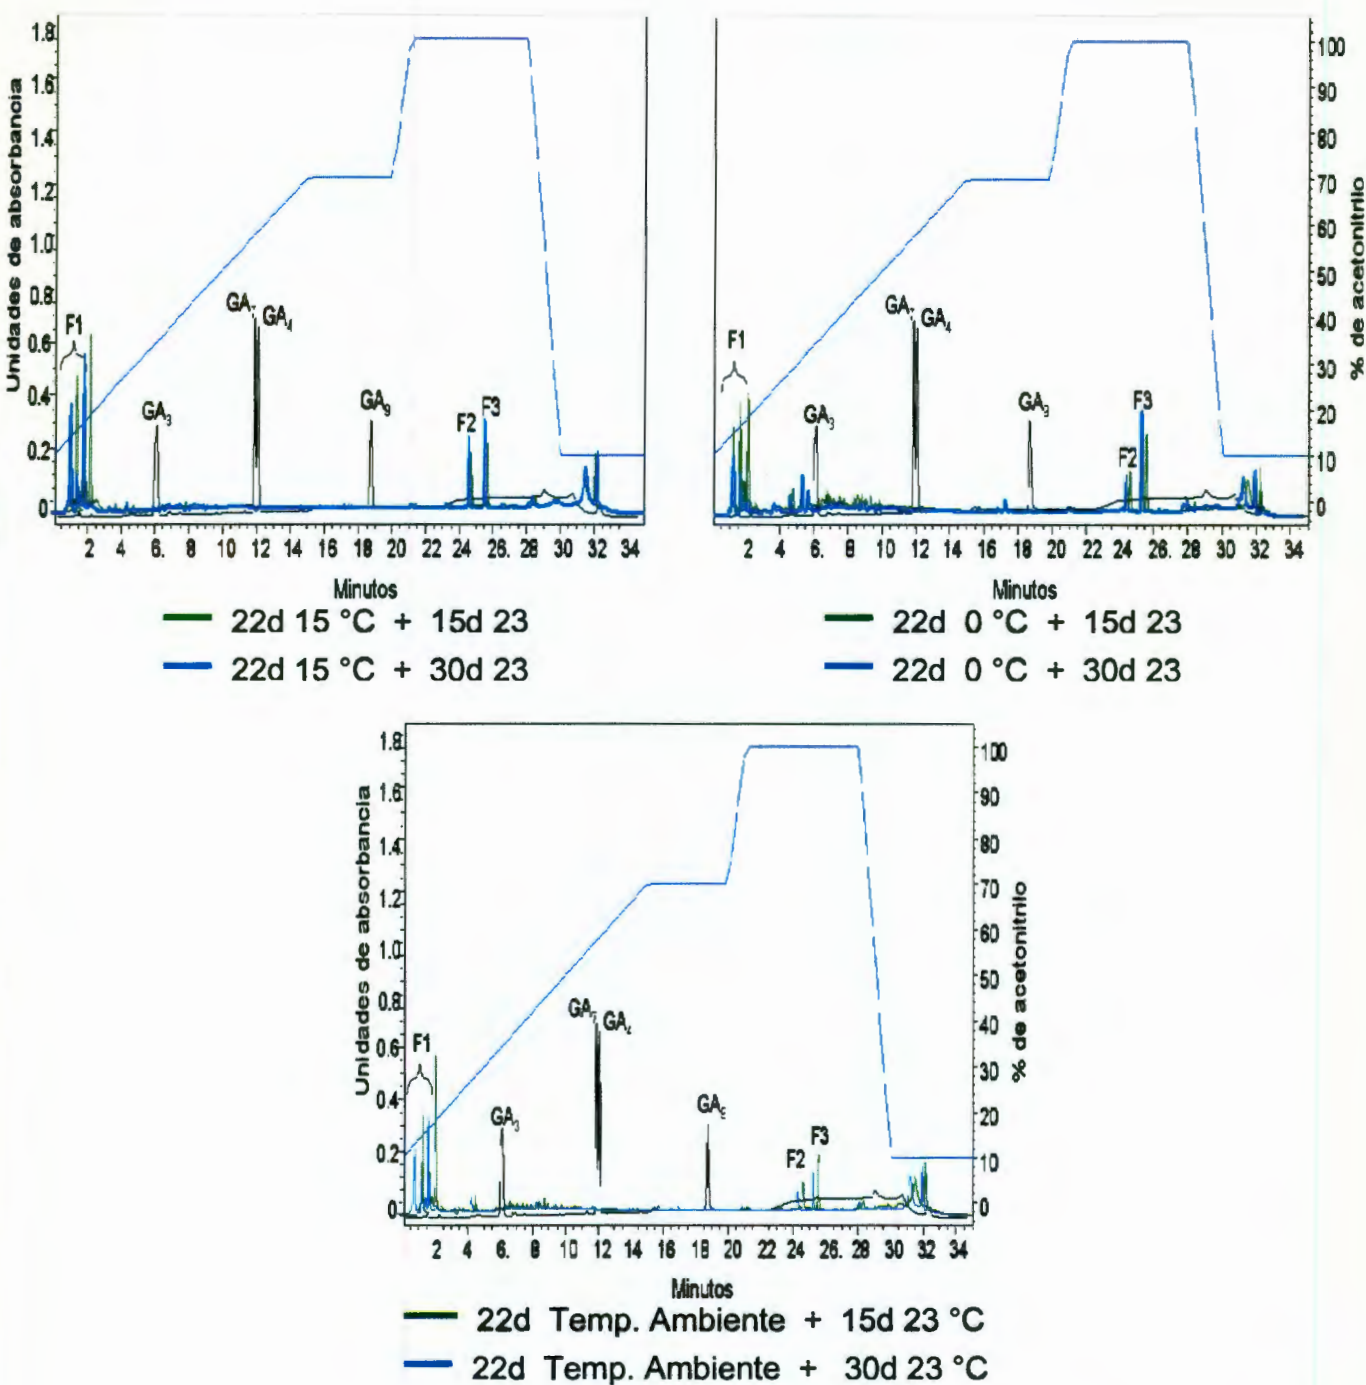 Unidades de absorbancia
1.8
1.6
1.4
1.2
1.0
0.8
0.6
0.4
0.2
0
F1
GA3
GA4
GA9
F2 F3
2 4 6. 8 10 12 14 16 18 20 22 24 26. 28 30 32 34
Minutos
22d 15 °C + 15d 23
22d 15 °C + 30d 23
F1
GA3
GA4
F3
F2
100
90
80
70
60
50
40
30
20
10
0
% de acetonitrilo
2 4 6. 8 10 12 14 16 18 20 22 24 26. 28 30 32 34
Minutos
22d 0 °C + 15d 23
22d 0 °C + 30d 23
Unidades de absorbancia
1.8
1.6
1.4
1.2
1.0
0.8
0.6
0.4
0.2
0
F1
GA3
F2 F3
100
90
80
70
60
50
40
30
20
10
0
% de acetonitrilo
2 4 6. 8 10 12 14 16 18 20 22 24 26. 28 30 32 34
Minutos
22d Temp. Ambiente + 15d 23 °C
22d Temp. Ambiente + 30d 23 °C